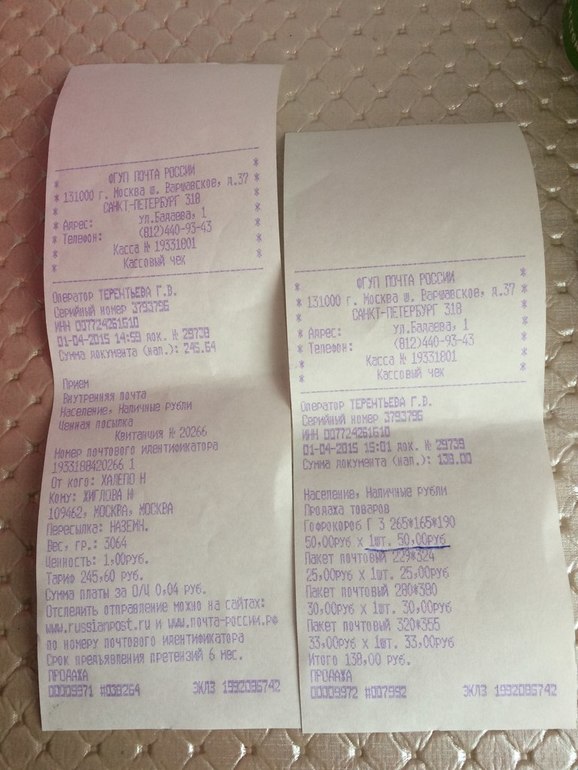 ФГУП ПОЧТА РОССИИ
131000 г. Москва ш. Варшавское, д.37
САНКТ-ПЕТЕРБУРГ 318
Адрес: ул.Бадаева, 1
Телефон: (812)440-93-43
Касса № 19331801
Кассовый чек
Оператор ТЕРЕНТЬЕВА Г.В.
Серийный номер 3793796
ИНН 007724261610
01-04-2015 14:59 док. № 29738
Сумма документа (нал.): 245.64
Прием
Внутренняя почта
Население, Наличные рубли
Ценная посылка
Квитанция № 20266
Номер почтового идентификатора
1933188420266 1
От кого: ХАЛЕПО Н
Кому: ХИГЛОВА Н
109462, МОСКВА, МОСКВА
Пересылка: НАЗЕМН.
Вес, гр.: 3064
Ценность: 1,00руб.
Тариф 245,60 руб.
Сумма платы за О/Ц 0,04 руб.
Отследить отправление можно на сайтах:
www.russianpost.ru и www.почта-россии.рф
по номеру почтового идентификатора
Срок предъявления претензий 6 мес.
ПРОДАЖА
00009971 #038264 ЭКЛЗ 1992096742
ФГУП ПОЧТА РОССИИ
131000 г. Москва ш. Варшавское, д.37
САНКТ-ПЕТЕРБУРГ 318
Адрес: ул.Бадаева, 1
Телефон: (812)440-93-43
Касса № 19331801
Кассовый чек
Оператор ТЕРЕНТЬЕВА Г.В.
Серийный номер 3793796
ИНН 007724261610
01-04-2015 15:01 док. № 29739
Сумма документа (нал.): 138.00
Население, Наличные рубли
Продажа товаров
Гофрокороб Г 3 265*165*190
50,00руб x 1шт. 50,00руб
Пакет почтовый 229*324
25,00руб x 1шт. 25,00руб
Пакет почтовый 280*380
30,00руб x 1шт. 30,00руб
Пакет почтовый 320*355
33,00руб x 1шт. 33,00руб
Итого 138,00 руб.
ПРОДАЖА
00009972 #007992 ЭКЛЗ 1992096742